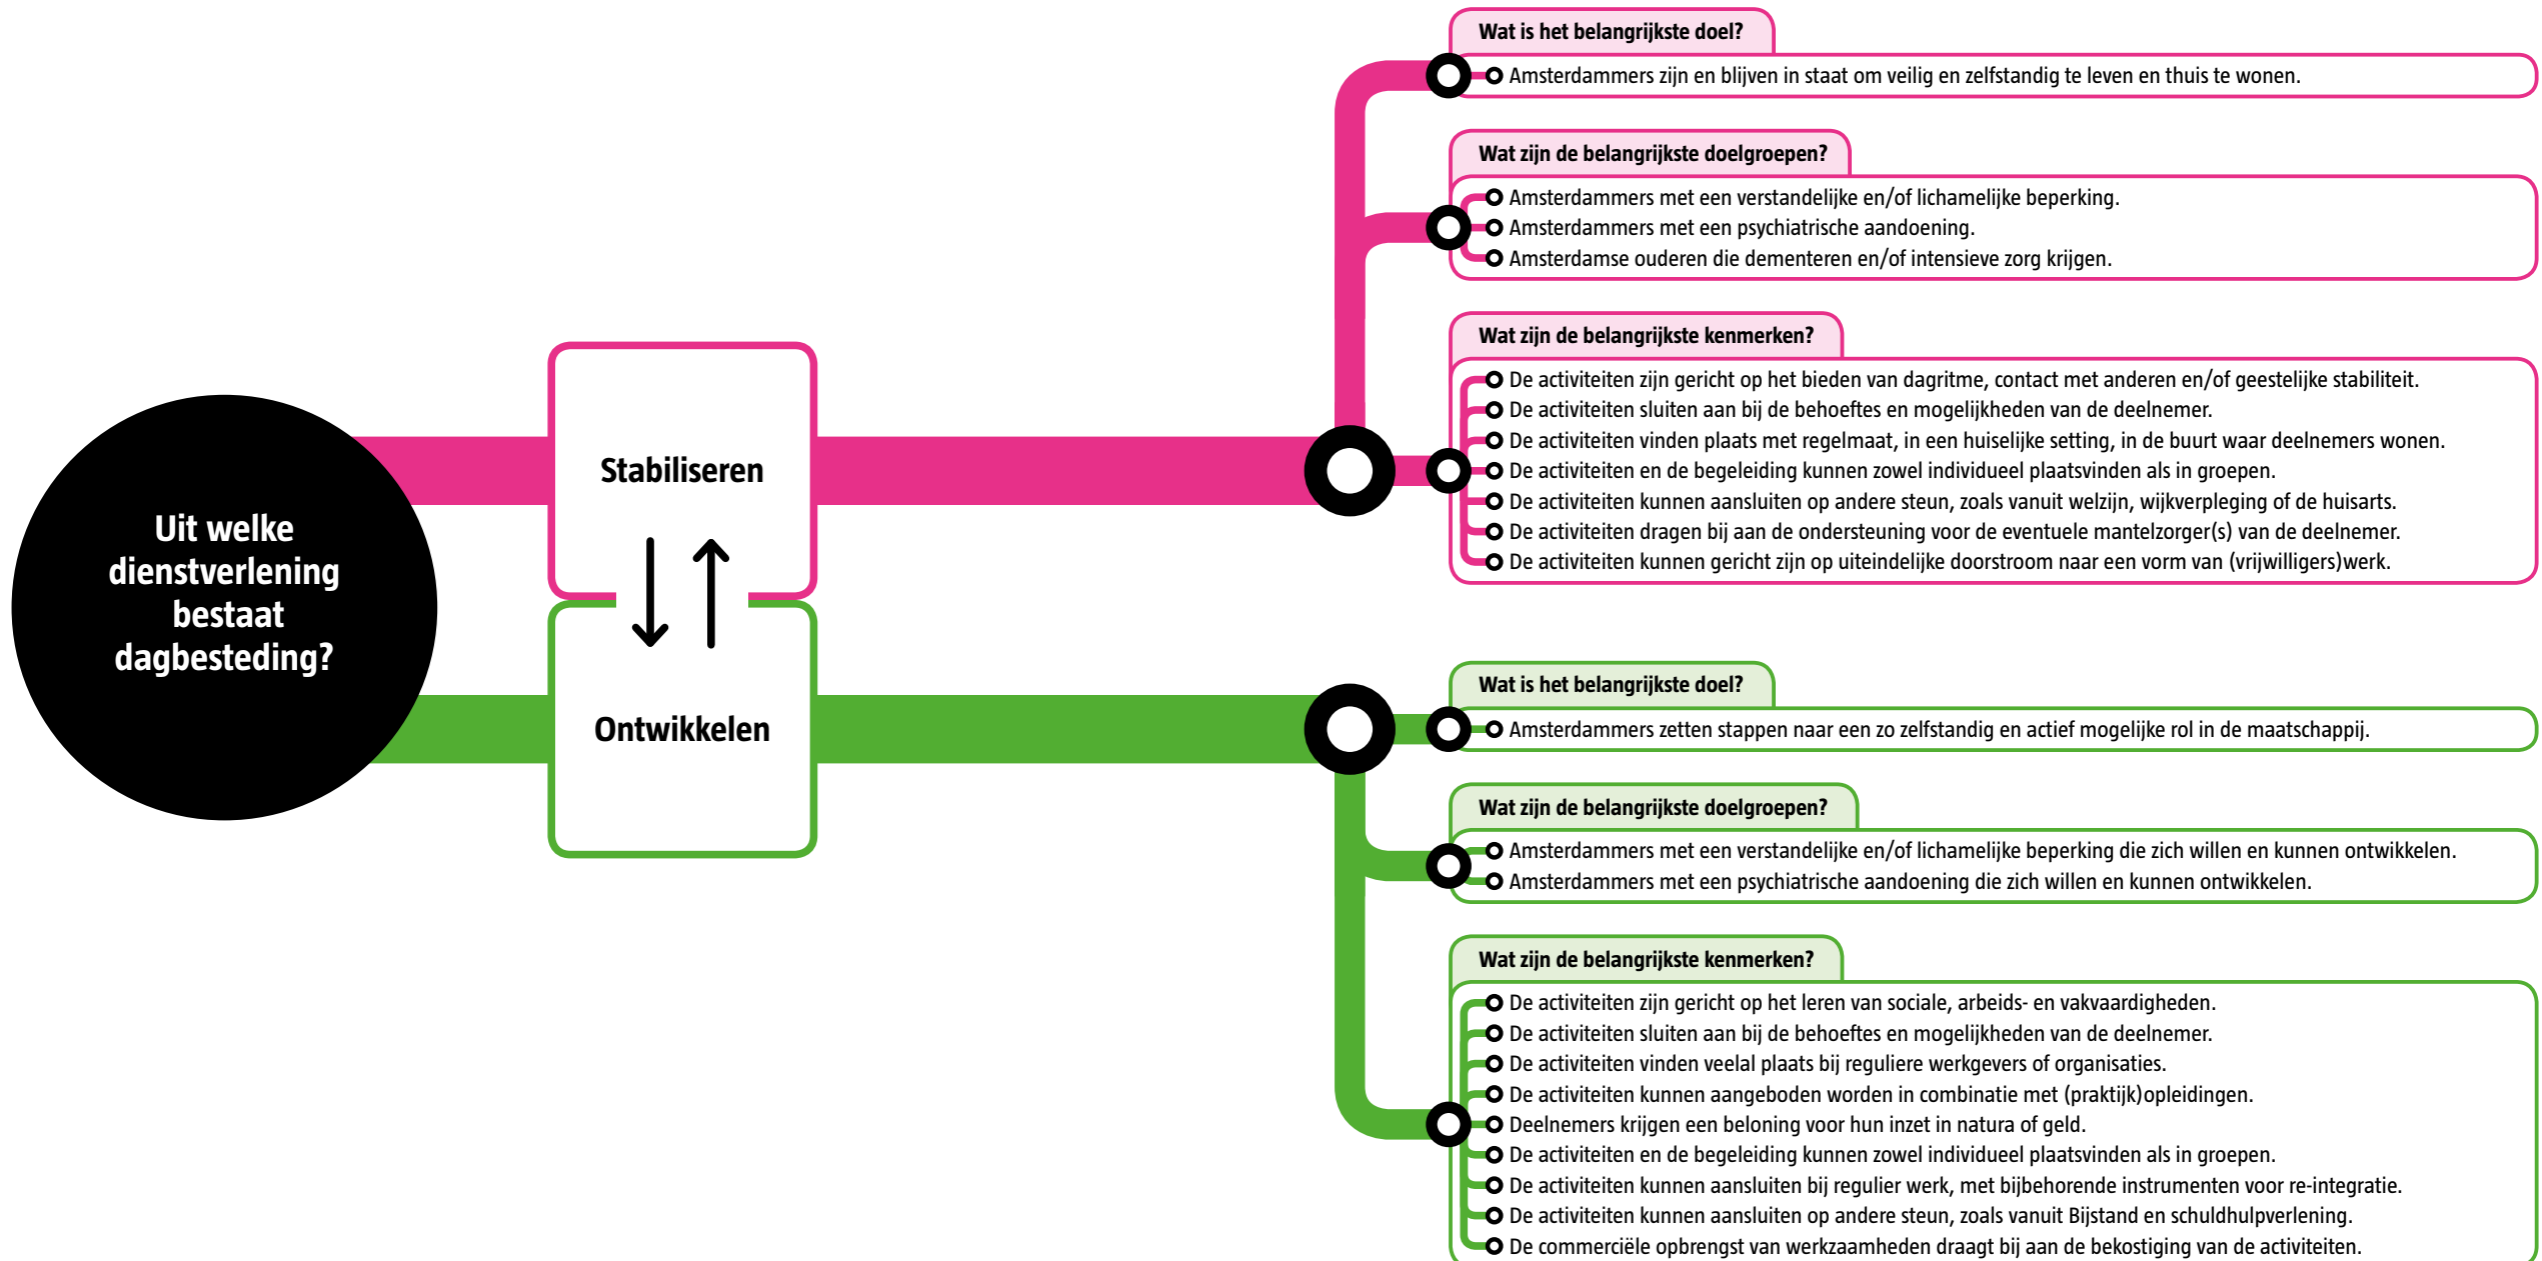 Uit welke
dienstverlening
bestaat
dagbesteding?
Stabiliseren
Wat is het belangrijkste doel?
Amsterdammers zijn en blijven in staat om veilig en zelfstandig te leven en thuis te wonen.
Wat zijn de belangrijkste doelgroepen?
Amsterdammers met een verstandelijke en/of lichamelijke beperking.
Amsterdammers met een psychiatrische aandoening.
Amsterdamse ouderen die dementeren en/of intensieve zorg krijgen.
Wat zijn de belangrijkste kenmerken?
De activiteiten zijn gericht op het bieden van dagritme, contact met anderen en/of geestelijke stabiliteit.
De activiteiten sluiten aan bij de behoeftes en mogelijkheden van de deelnemer.
De activiteiten vinden plaats met regelmaat, in een huiselijke setting, in de buurt waar deelnemers wonen.
De activiteiten en de begeleiding kunnen zowel individueel plaatsvinden als in groepen.
De activiteiten kunnen aansluiten op andere steun, zoals vanuit welzijn, wijkverpleging of de huisarts.
De activiteiten dragen bij aan de ondersteuning voor de eventuele mantelzorger(s) van de deelnemer.
De activiteiten kunnen gericht zijn op uiteindelijke doorstroom naar een vorm van (vrijwilligers)werk.
Ontwikkelen
Wat is het belangrijkste doel?
Amsterdammers zetten stappen naar een zo zelfstandig en actief mogelijke rol in de maatschappij.
Wat zijn de belangrijkste doelgroepen?
Amsterdammers met een verstandelijke en/of lichamelijke beperking die zich willen en kunnen ontwikkelen.
Amsterdammers met een psychiatrische aandoening die zich willen en kunnen ontwikkelen.
Wat zijn de belangrijkste kenmerken?
De activiteiten zijn gericht op het leren van sociale, arbeids- en vakvaardigheden.
De activiteiten sluiten aan bij de behoeftes en mogelijkheden van de deelnemer.
De activiteiten vinden veelal plaats bij reguliere werkgevers of organisaties.
De activiteiten kunnen aangeboden worden in combinatie met (praktijk)opleidingen.
Deelnemers krijgen een beloning voor hun inzet in natura of geld.
De activiteiten en de begeleiding kunnen zowel individueel plaatsvinden als in groepen.
De activiteiten kunnen aansluiten bij regulier werk, met bijbehorende instrumenten voor re-integratie.
De activiteiten kunnen aansluiten op andere steun, zoals vanuit Bijstand en schuldhulpverlening.
De commerciële opbrengst van werkzaamheden draagt bij aan de bekostiging van de activiteiten.